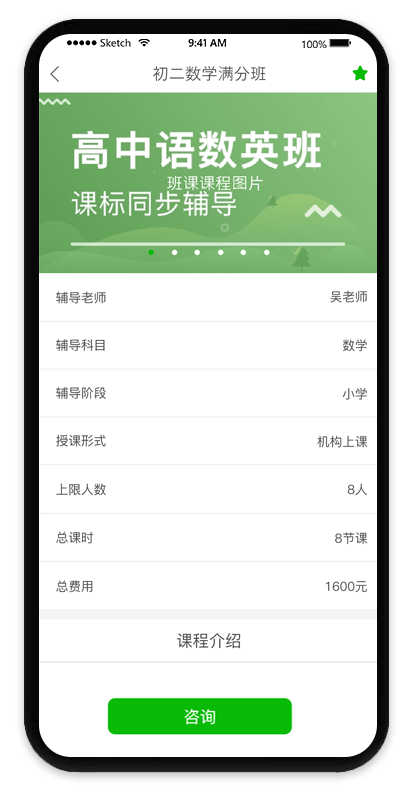 Sketch 9:41 AM 100%
初二数学满分班
高中语数英班
班课课程图片
课标同步辅导
辅导老师 吴老师
辅导科目 数学
辅导阶段 小学
授课形式 机构上课
上限人数 8人
总课时 8节课
总费用 1600元
课程介绍
咨询